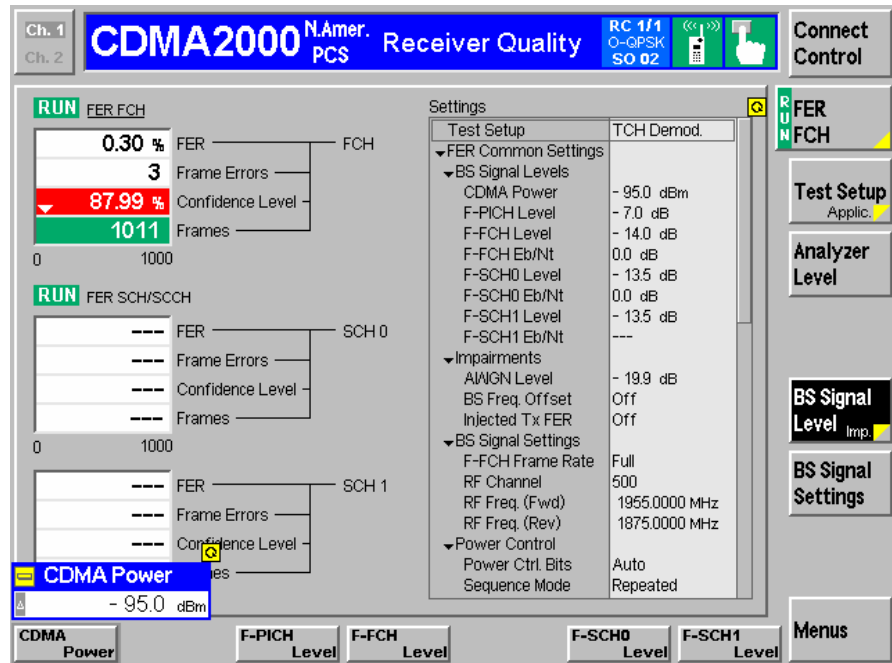 Ch. 1
Ch. 2
CDMA2000 N.Amer. PCS Receiver Quality
RC 1/1
O-QPSK
SO 02
Connect Control
RUN FER FCH
0.30 % FER FCH
3 Frame Errors
87.99 % Confidence Level
1011 Frames
0 1000
RUN FER SCH/SCCH
--- FER SCH 0
--- Frame Errors
--- Confidence Level
--- Frames
0 1000
--- FER SCH 1
--- Frame Errors
--- Confidence Level
es
CDMA Power
- 95.0 dBm
Settings
Test Setup TCH Demod.
FER Common Settings
BS Signal Levels
CDMA Power - 95.0 dBm
F-PICH Level - 7.0 dB
F-FCH Level - 14.0 dB
F-FCH Eb/Nt 0.0 dB
F-SCH0 Level - 13.5 dB
F-SCH0 Eb/Nt 0.0 dB
F-SCH1 Level - 13.5 dB
F-SCH1 Eb/Nt ---
Impairments
AWGN Level - 19.9 dB
BS Freq. Offset Off
Injected Tx FER Off
BS Signal Settings
F-FCH Frame Rate Full
RF Channel 500
RF Freq. (Fwd) 1955.0000 MHz
RF Freq. (Rev) 1875.0000 MHz
Power Control
Power Ctrl. Bits Auto
Sequence Mode Repeated
RUN
FER
FCH
Test Setup
Applic.
Analyzer
Level
BS Signal
Level Imp.
BS Signal
Settings
Menus
CDMA Power
F-PICH Level
F-FCH Level
F-SCH0 Level
F-SCH1 Level